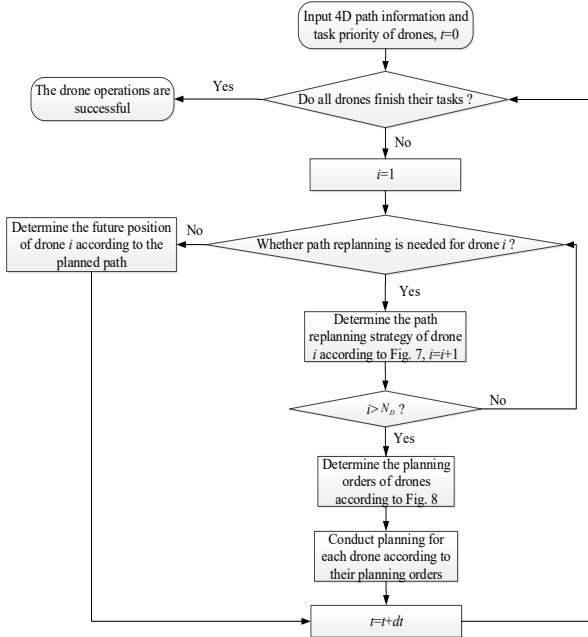 Input 4D path information and
task priority of drones, t=0
Do all drones finish their tasks ?
Yes
The drone operations are
successful
No
i=1
Whether path replanning is needed for drone i ?
No
Determine the future position
of drone i according to the
planned path
Yes
Determine the path
replanning strategy of drone
i according to Fig. 7, i=i+1
i> N_D ?
No
Yes
Determine the planning
orders of drones
according to Fig. 8
Conduct planning for
each drone according to
their planning orders
t=t+dt